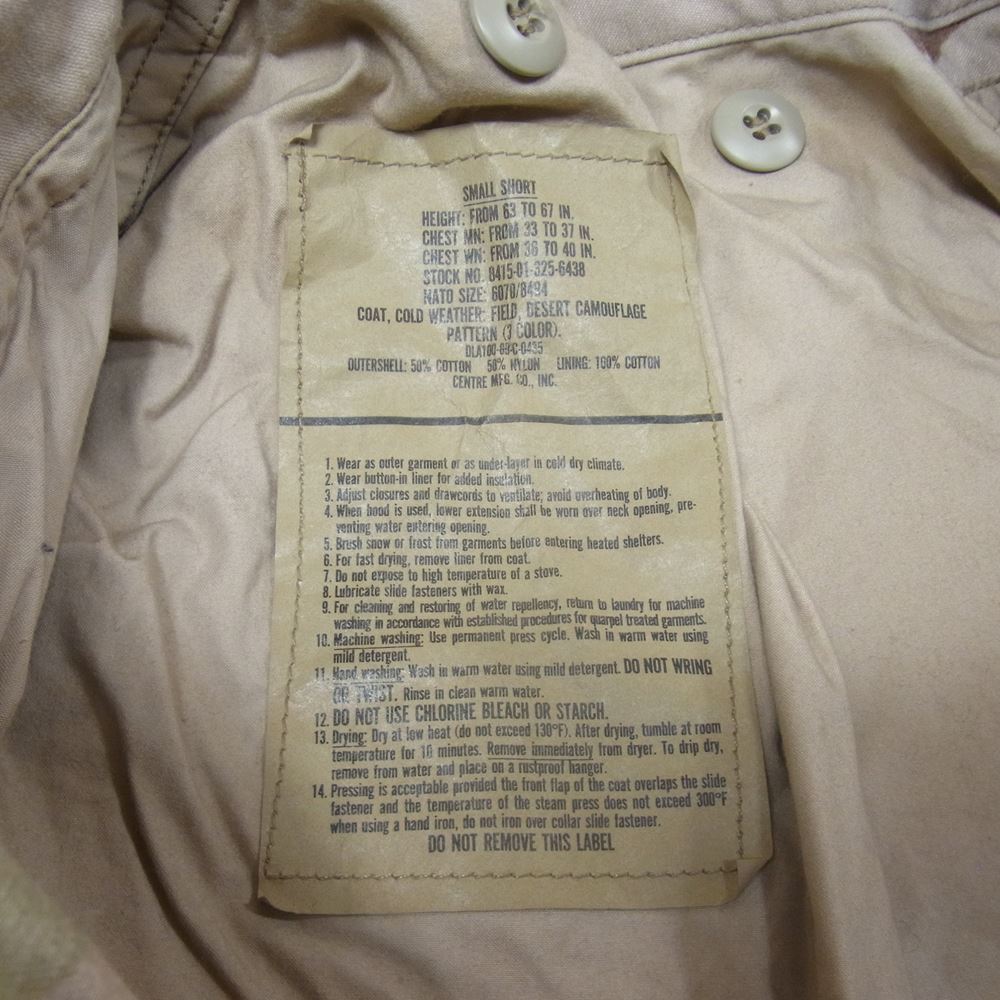 SMALL SHORT
HEIGHT: FROM 63 TO 67 IN.
CHEST MN: FROM 33 TO 37 IN.
CHEST WN: FROM 36 TO 40 IN.
STOCK NO. 8415-01-325-6438
NATO SIZE: 6070/8494
COAT, COLD WEATHER: FIELD, DESERT CAMOUFLAGE
PATTERN (3 COLOR).
OUTERSHELL: 50% COTTON 50% NYLON LINING: 100% COTTON
CENTRE MFG. CO., INC.
1. Wear as outer garment or as under-layer in cold dry climate.
2. Wear button-in liner for added insulation.
3. Adjust closures and drawcords to ventilate; avoid overheating of body.
4. When hood is used, lower extension shall be worn over neck opening, pre-
venting water entering opening.
5. Brush snow or frost from garments before entering heated shelters.
6. For fast drying, remove liner from coat.
7. Do not expose to high temperature of a stove.
8. Lubricate slide fasteners with wax.
9. For cleaning and restoring of water repellency, return to laundry for machine
washing in accordance with established procedures for quarpel treated garments.
10. Machine washing: Use permanent press cycle. Wash in warm water using
mild detergent.
11. Hand washing: Wash in warm water using mild detergent. DO NOT WRING
OR TWIST. Rinse in clean warm water.
12. DO NOT USE CHLORINE BLEACH OR STARCH.
13. Drying: Dry at low heat (do not exceed 130°F). After drying, tumble at room
temperature for 10 minutes. Remove immediately from dryer. To drip dry,
remove from water and place on a rustproof hanger.
14. Pressing is acceptable provided the front flap of the coat overlaps the slide
fastener and the temperature of the steam press does not exceed 300°F
when using a hand iron, do not iron over collar slide fastener.
DO NOT REMOVE THIS LABEL